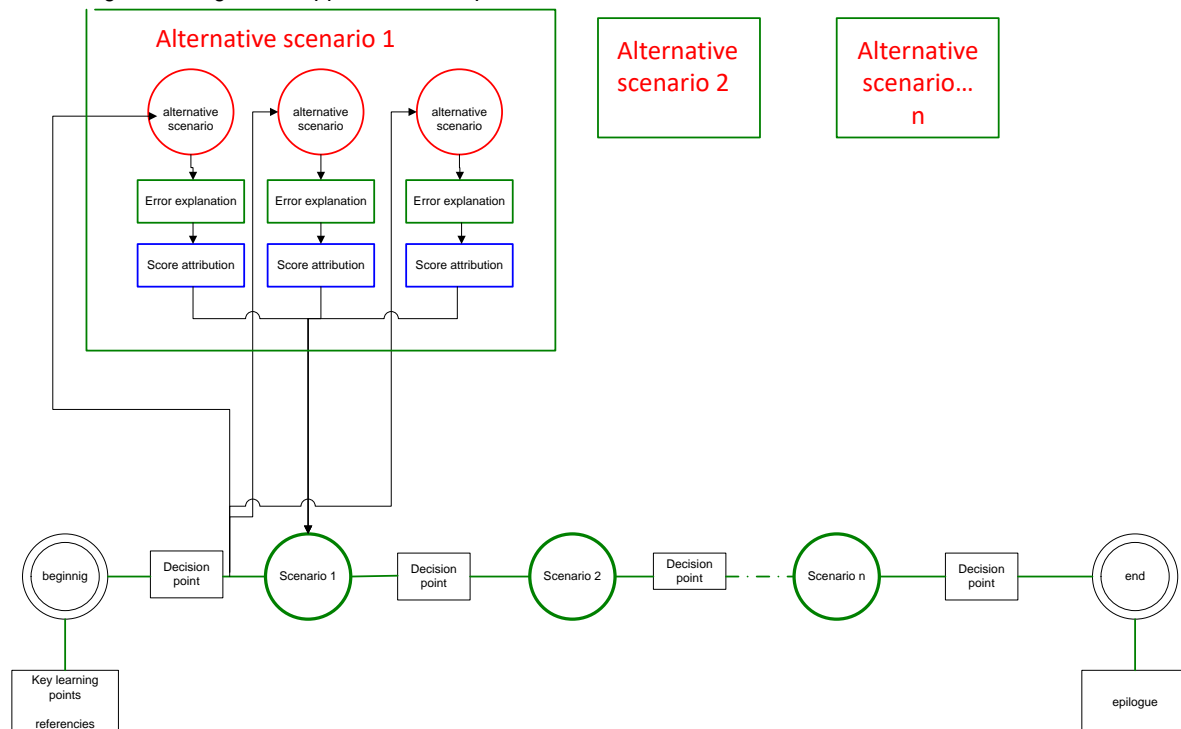 Alternative scenario 1
Alternative
scenario 2
Alternative
scenario...
n
alternative
scenario
alternative
scenario
alternative
scenario
Error explanation
Error explanation
Error explanation
Score attribution
Score attribution
Score attribution
beginnig
Decision
point
Scenario 1
Decision
point
Scenario 2
Decision
point
Scenario n
Decision
point
end
Key learning
points
referencies
epilogue